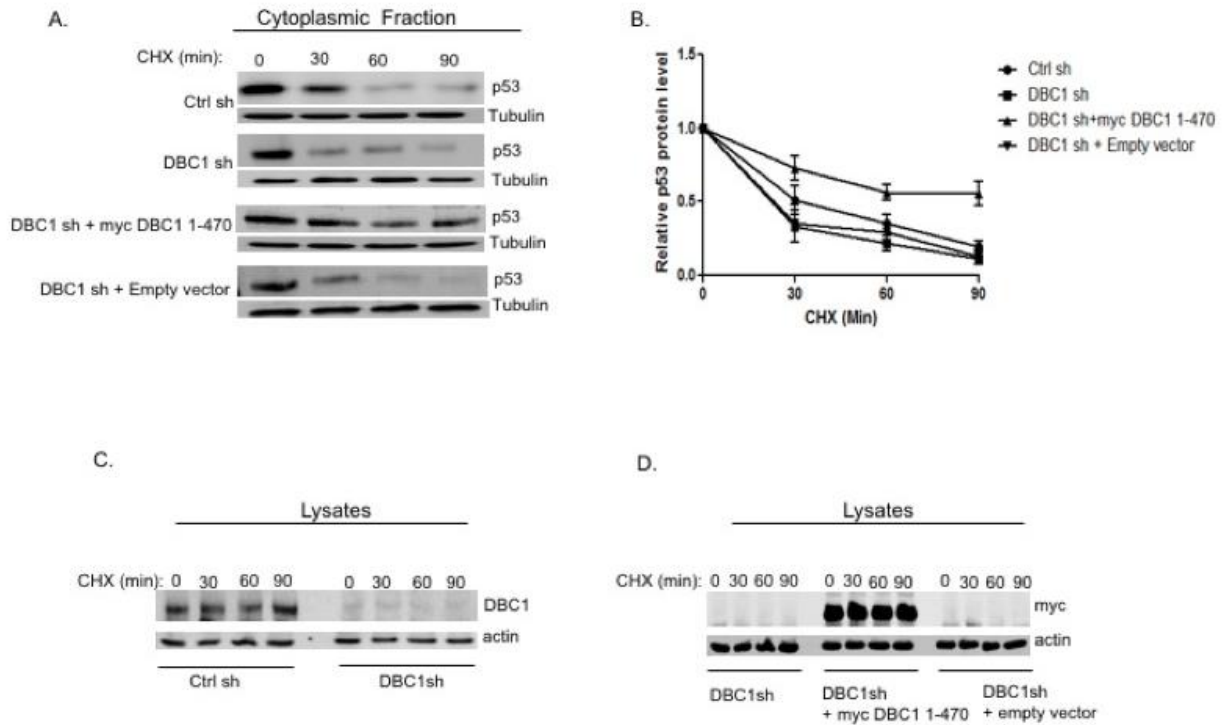 A.
Cytoplasmic Fraction
CHX (min): 0 30 60 90
Ctrl sh
p53
Tubulin
DBC1 sh
p53
Tubulin
DBC1 sh + myc DBC1 1-470
p53
Tubulin
DBC1 sh + Empty vector
p53
Tubulin
B.
Relative p53 protein level
1.5
1.0
0.5
0.0
0 30 60 90
CHX (Min)
Ctrl sh
DBC1 sh
DBC1 sh+myc DBC1 1-470
DBC1 sh + Empty vector
C.
Lysates
CHX (min): 0 30 60 90 0 30 60 90
DBC1
actin
Ctrl sh DBC1sh
D.
Lysates
CHX (min): 0 30 60 90 0 30 60 90 0 30 60 90
myc
actin
DBC1sh
DBC1sh
+ myc DBC1 1-470
DBC1sh
+ empty vector